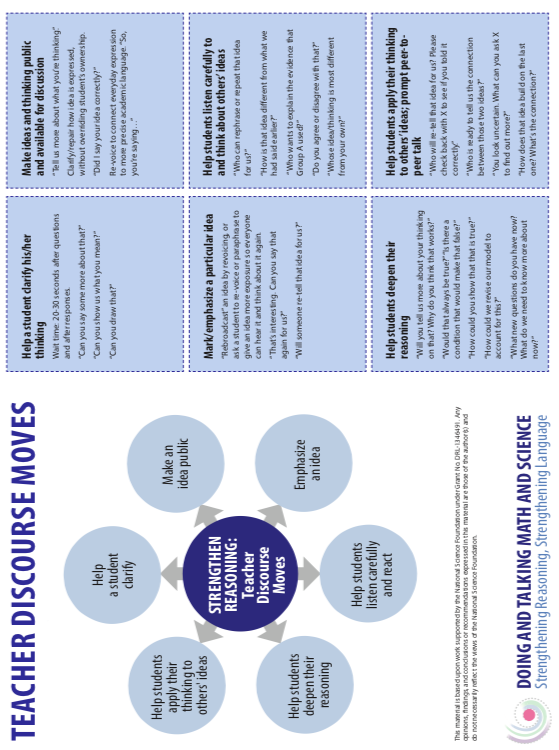 TEACHER DISCOURSE MOVES
Help
a student
clarify
Make an
idea public
Emphasize
an idea
Help students
listen carefully
and react
Help students
deepen their
reasoning
Help students
apply their
thinking to
others' ideas
STRENGTHEN
REASONING:
Teacher
Discourse
Moves
This material is based upon work supported by the National Science Foundation under Grant No. DRL-1346491. Any
opinions, findings, and conclusions or recommendations expressed in this material are those of the author(s) and
do not necessarily reflect the views of the National Science Foundation.
DOING AND TALKING MATH AND SCIENCE
Strengthening Reasoning, Strengthening Language
Help a student clarify his/her
thinking
Wait time: 20-30 seconds after questions
and after responses.
"Can you say some more about that?"
"Can you show us what you mean?"
"Can you draw that?"
Make ideas and thinking public
and available for discussion
"Tell us more about what you're thinking."
Clarify/repair how idea is expressed,
without overriding student's ownership.
"Did I say your idea correctly?"
Re-voice to connect everyday expression
to more precise academic language. "So,
you're saying…"
Mark/emphasize a particular idea
"Rebroadcast" an idea by revoicing, or
ask a student to re-voice or paraphrase to
give an idea more exposure so everyone
can hear it and think about it again.
"That's interesting. Can you say that
again for us?"
"Will someone re-tell that idea for us?"
Help students listen carefully to
and think about others' ideas
"Who can rephrase or repeat that idea
for us?"
"How is that idea different from what we
had said earlier?"
"Who wants to explain the evidence that
Group A used?"
"Do you agree or disagree with that?"
"Whose idea/thinking is most different
from your own?"
Help students deepen their
reasoning
"Will you tell us more about your thinking
on that? Why do you think that works?"
"Would that always be true?" "Is there a
condition that would make that false?"
"How could you show that that is true?"
"How could we revise our model to
account for this?"
"What new questions do you have now?
What do we need to know more about
now?"
Help students apply their thinking
to others' ideas; prompt peer-to-
peer talk
"Who will re-tell that idea for us? Please
check back with X to see if you told it
correctly."
"Who is ready to tell us the connection
between those two ideas?"
"You look uncertain. What can you ask X
to find out more?"
"How does that idea build on the last
one? What's the connection?"